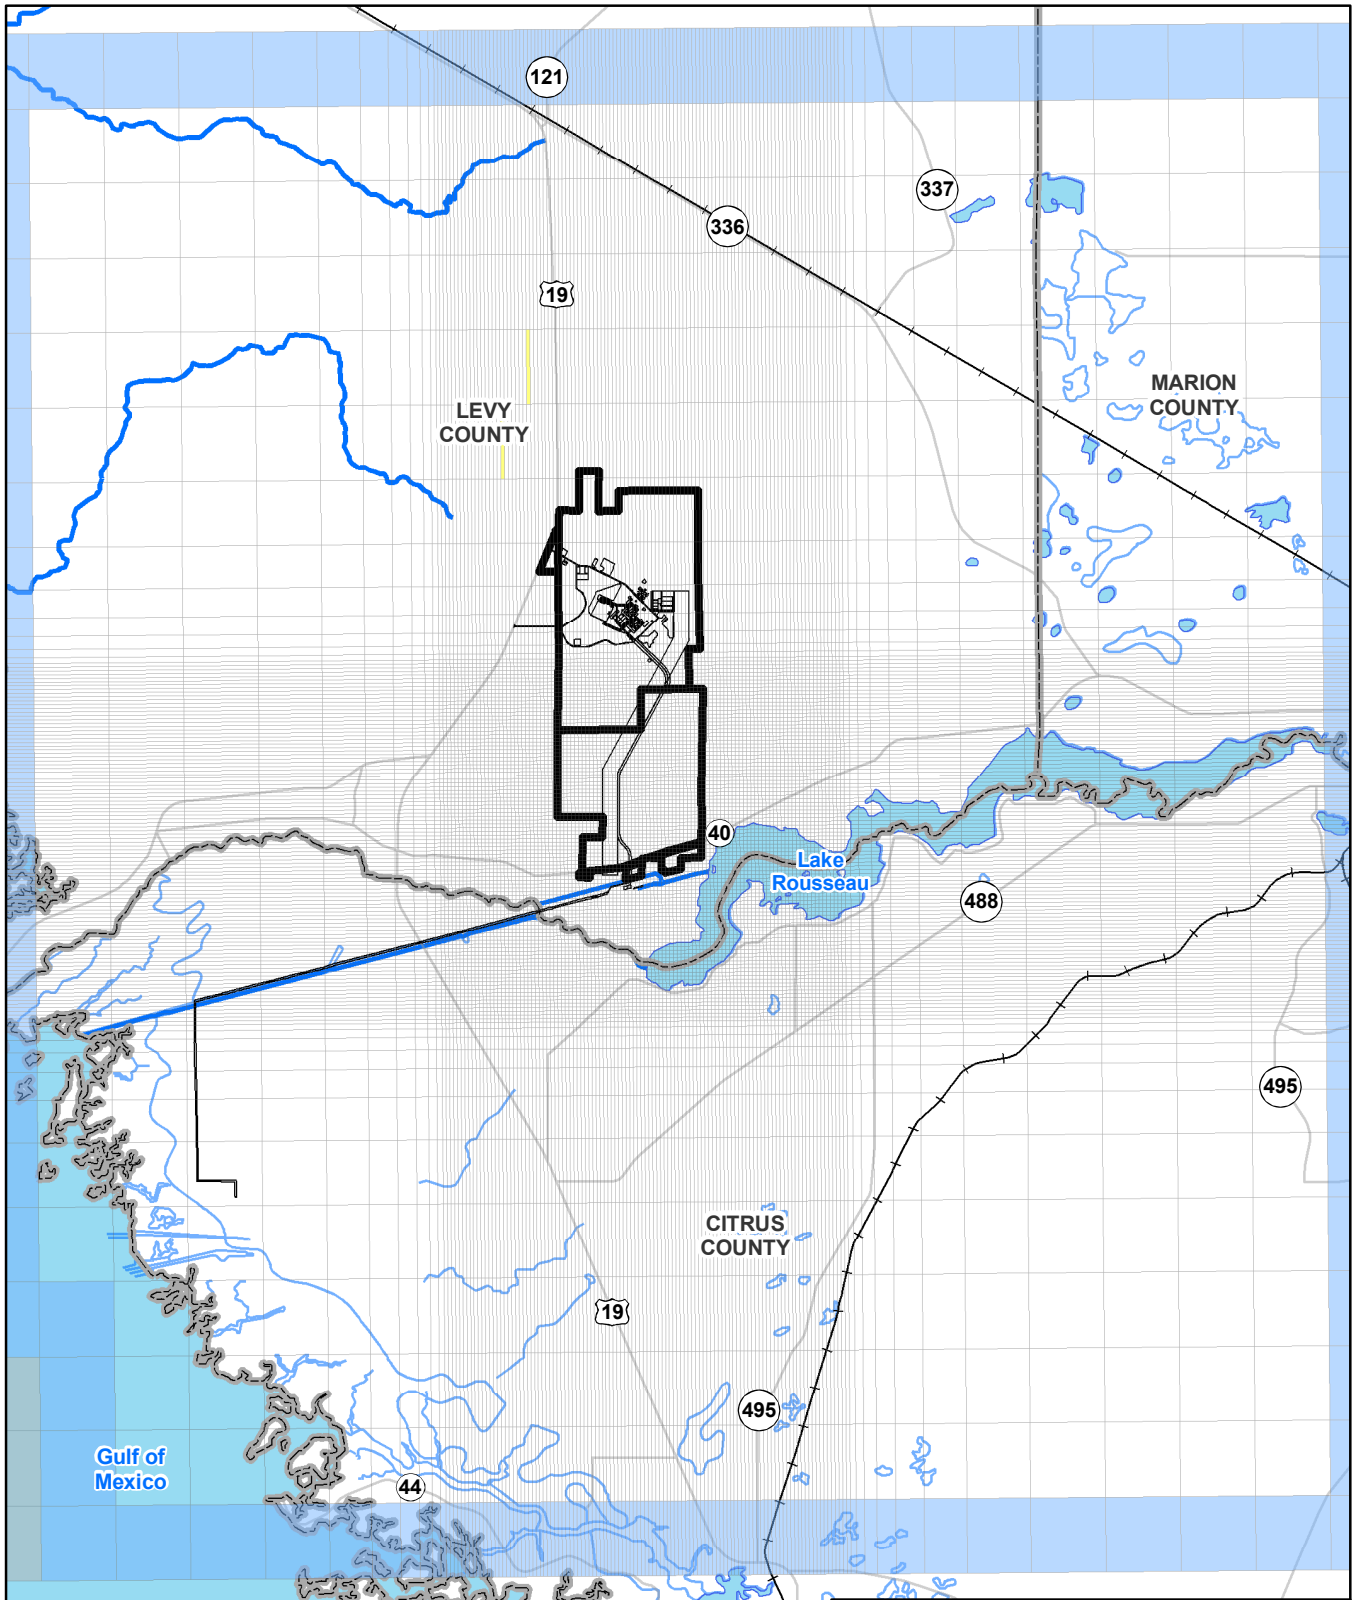 121
337
336
19
MARION
COUNTY
LEVY
COUNTY
40
Lake
Rousseau
488
495
CITRUS
COUNTY
19
495
Gulf of
Mexico
44